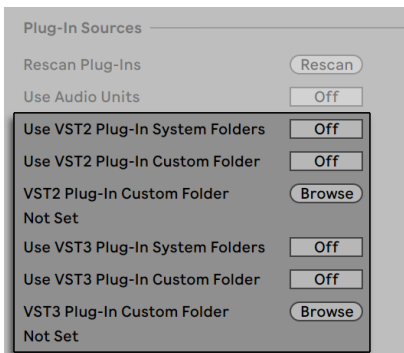 Plug-In Sources
Rescan Plug-Ins Rescan
Use Audio Units Off
Use VST2 Plug-In System Folders Off
Use VST2 Plug-In Custom Folder Off
VST2 Plug-In Custom Folder Browse
Not Set
Use VST3 Plug-In System Folders Off
Use VST3 Plug-In Custom Folder Off
VST3 Plug-In Custom Folder Browse
Not Set